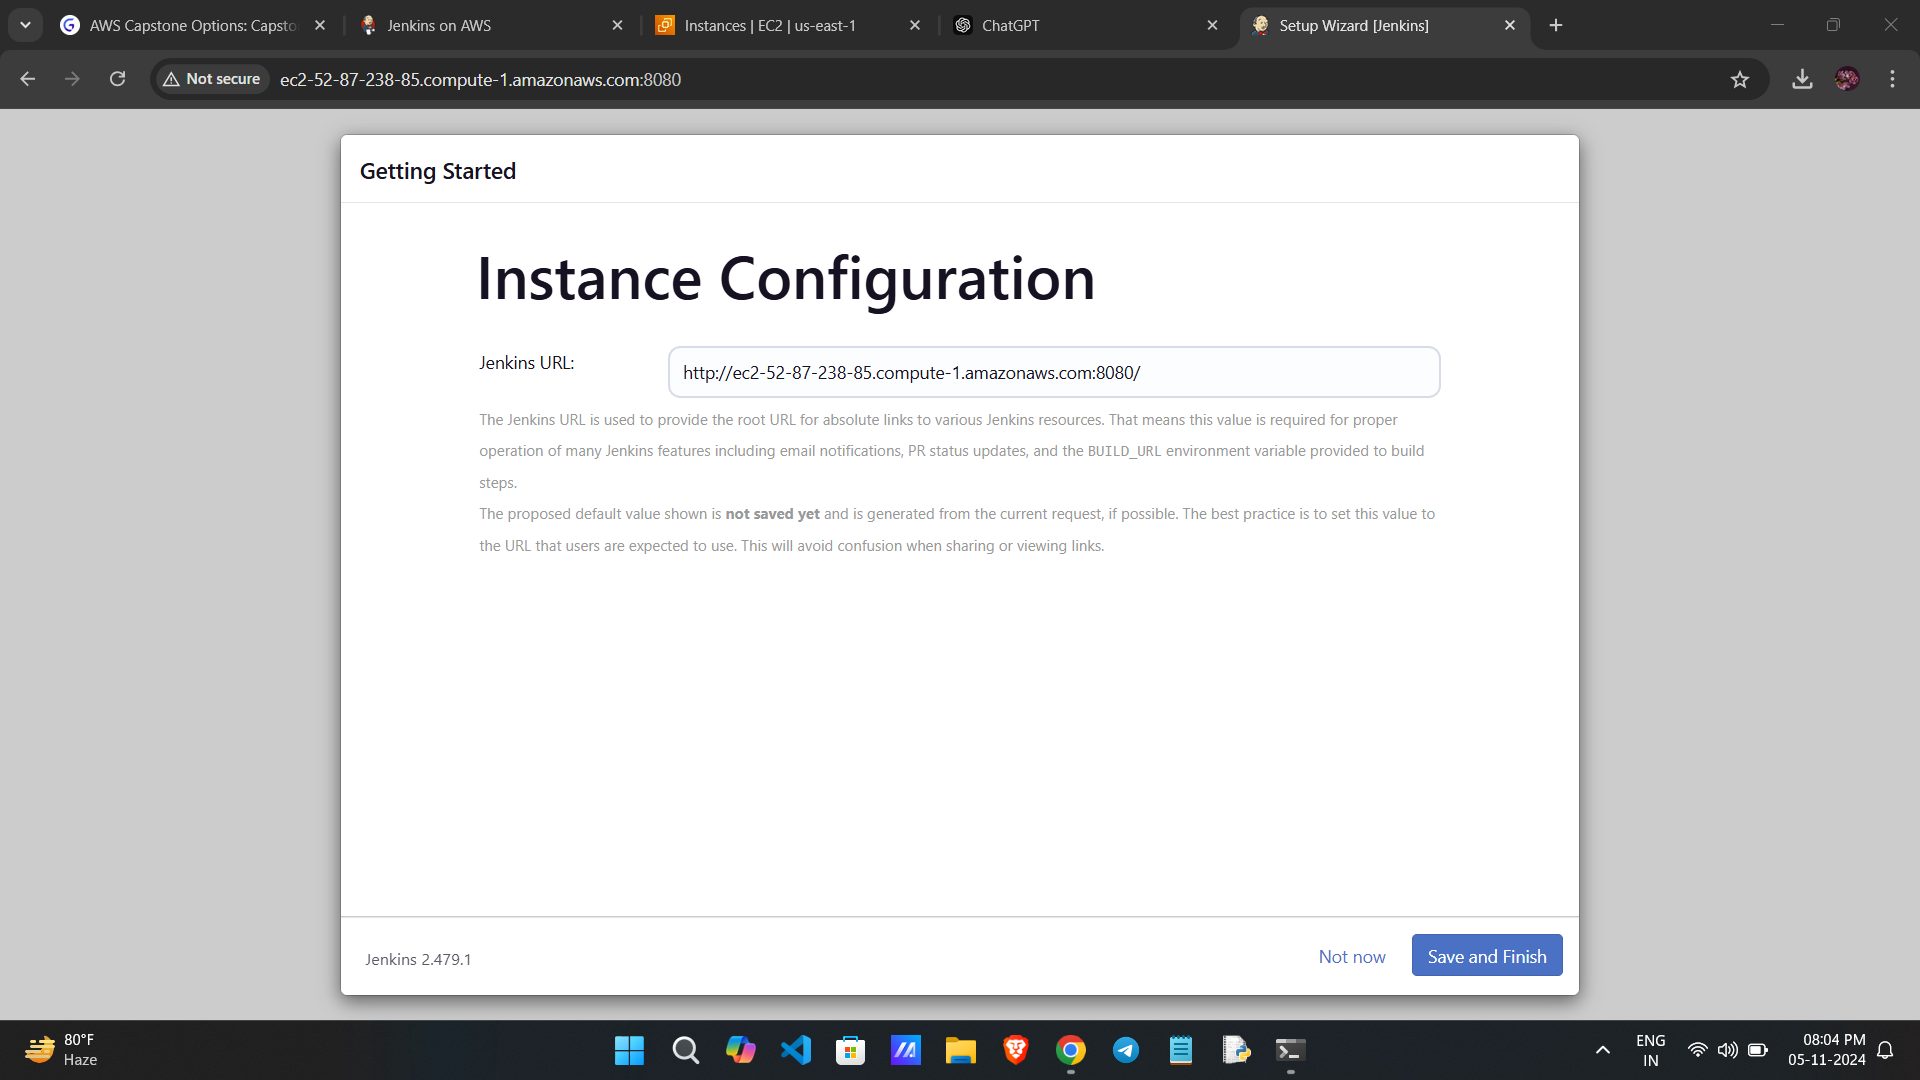 AWS Capstone Options: Capsto
Jenkins on AWS
Instances | EC2 | us-east-1
ChatGPT
Setup Wizard [Jenkins]
Not secure
ec2-52-87-238-85.compute-1.amazonaws.com:8080
Getting Started
Instance Configuration
Jenkins URL:
http://ec2-52-87-238-85.compute-1.amazonaws.com:8080/
The Jenkins URL is used to provide the root URL for absolute links to various Jenkins resources. That means this value is required for proper
operation of many Jenkins features including email notifications, PR status updates, and the BUILD_URL environment variable provided to build
steps.
The proposed default value shown is not saved yet and is generated from the current request, if possible. The best practice is to set this value to
the URL that users are expected to use. This will avoid confusion when sharing or viewing links.
Jenkins 2.479.1
Not now
Save and Finish
80°F
Haze
ENG
IN
08:04 PM
05-11-2024